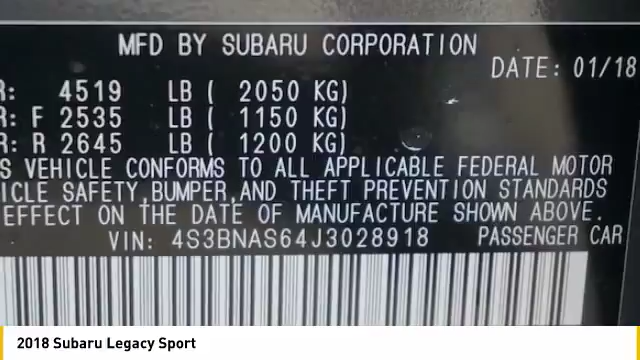 MFD BY SUBARU CORPORATION
DATE: 01/18
R: 4519 LB ( 2050 KG)
R: F 2535 LB ( 1150 KG)
R: R 2645 LB ( 1200 KG)
S VEHICLE CONFORMS TO ALL APPLICABLE FEDERAL MOTOR
ICLE SAFETY,BUMPER,AND THEFT PREVENTION STANDARDS
EFFECT ON THE DATE OF MANUFACTURE SHOWN ABOVE.
VIN: 4S3BNAS64J3028918 PASSENGER CAR
2018 Subaru Legacy Sport